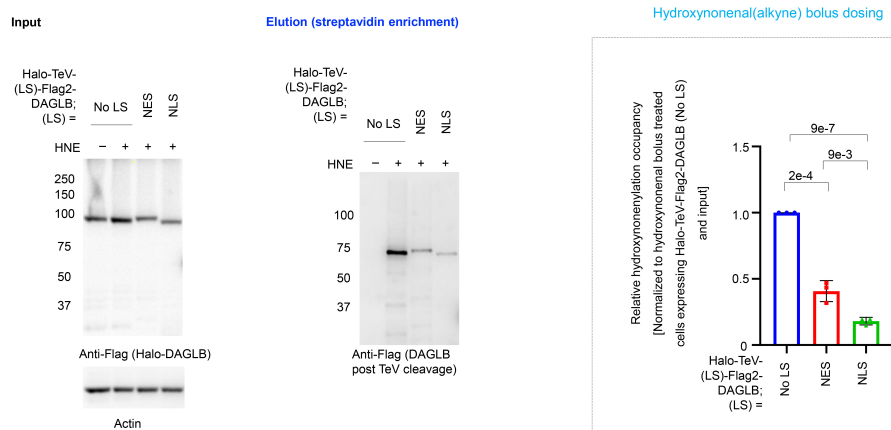 Input
Halo-TeV-
(LS)-Flag2-
DAGLB;
(LS) =
No LS
NES
NLS
HNE
– + + +
250
150
100
75
50
37
Anti-Flag (Halo-DAGLB)
Actin
Elution (streptavidin enrichment)
Halo-TeV-
(LS)-Flag2-
DAGLB;
(LS) =
No LS
NES
NLS
HNE
– + + +
100
75
50
37
Anti-Flag (DAGLB
post TeV cleavage)
Hydroxynonenal(alkyne) bolus dosing
Relative hydroxynonenylation occupancy
[Normalized to hydroxynonenal bolus treated
cells expressing Halo-TeV-Flag2-DAGLB (No LS)
and input]
1.5
1.0
0.5
0
9e-7
9e-3
2e-4
Halo-TeV-
(LS)-Flag2-
DAGLB;
(LS) =
No LS
NES
NLS